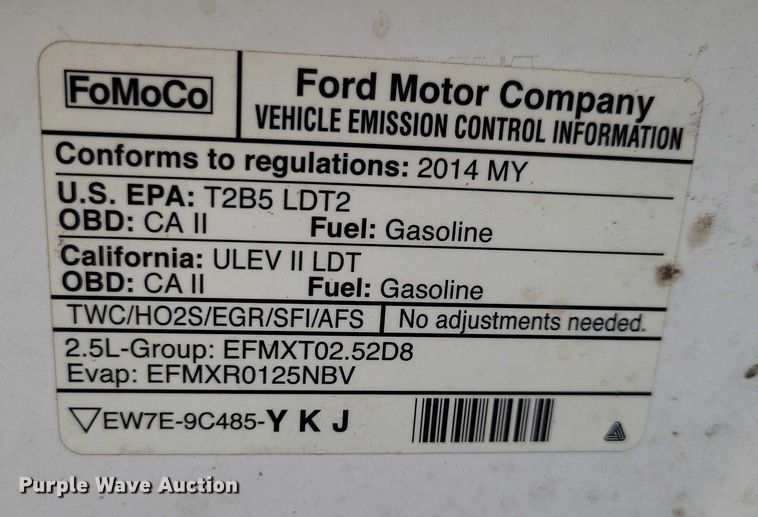 FoMoCo
Ford Motor Company
VEHICLE EMISSION CONTROL INFORMATION
Conforms to regulations: 2014 MY
U.S. EPA: T2B5 LDT2
OBD: CA II Fuel: Gasoline
California: ULEV II LDT
OBD: CA II Fuel: Gasoline
TWC/HO2S/EGR/SFI/AFS No adjustments needed.
2.5L-Group: EFMXT02.52D8
Evap: EFMXR0125NBV
EW7E-9C485-Y K J
Purple Wave Auction